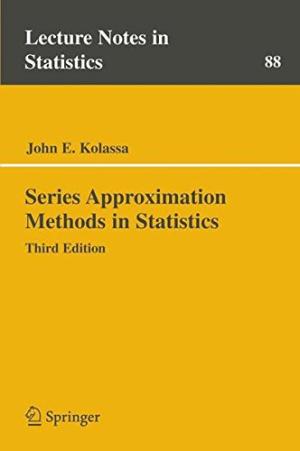 Lecture Notes in
Statistics
88
John E. Kolassa
Series Approximation
Methods in Statistics
Third Edition
Springer